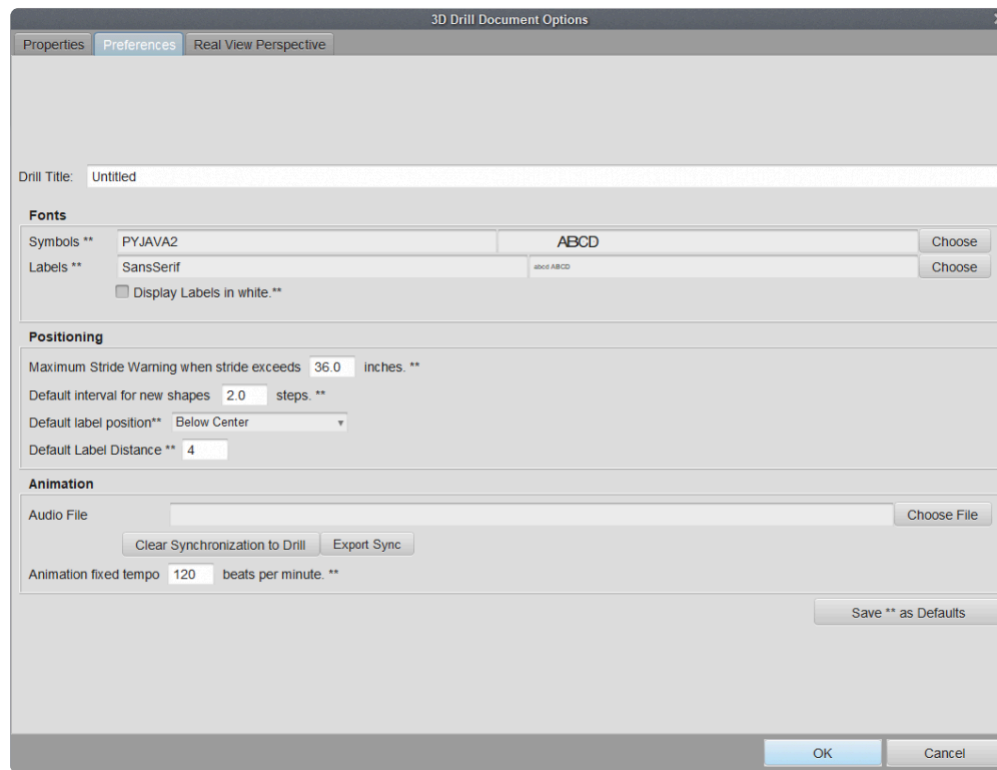 3D Drill Document Options
Properties Preferences Real View Perspective
Drill Title: Untitled
Fonts
Symbols ** PYJAVA2 ABCD Choose
Labels ** SansSerif abcd ABCD Choose
Display Labels in white.**
Positioning
Maximum Stride Warning when stride exceeds 36.0 inches. **
Default interval for new shapes 2.0 steps. **
Default label position** Below Center
Default Label Distance ** 4
Animation
Audio File Choose File
Clear Synchronization to Drill Export Sync
Animation fixed tempo 120 beats per minute. **
Save ** as Defaults
OK Cancel